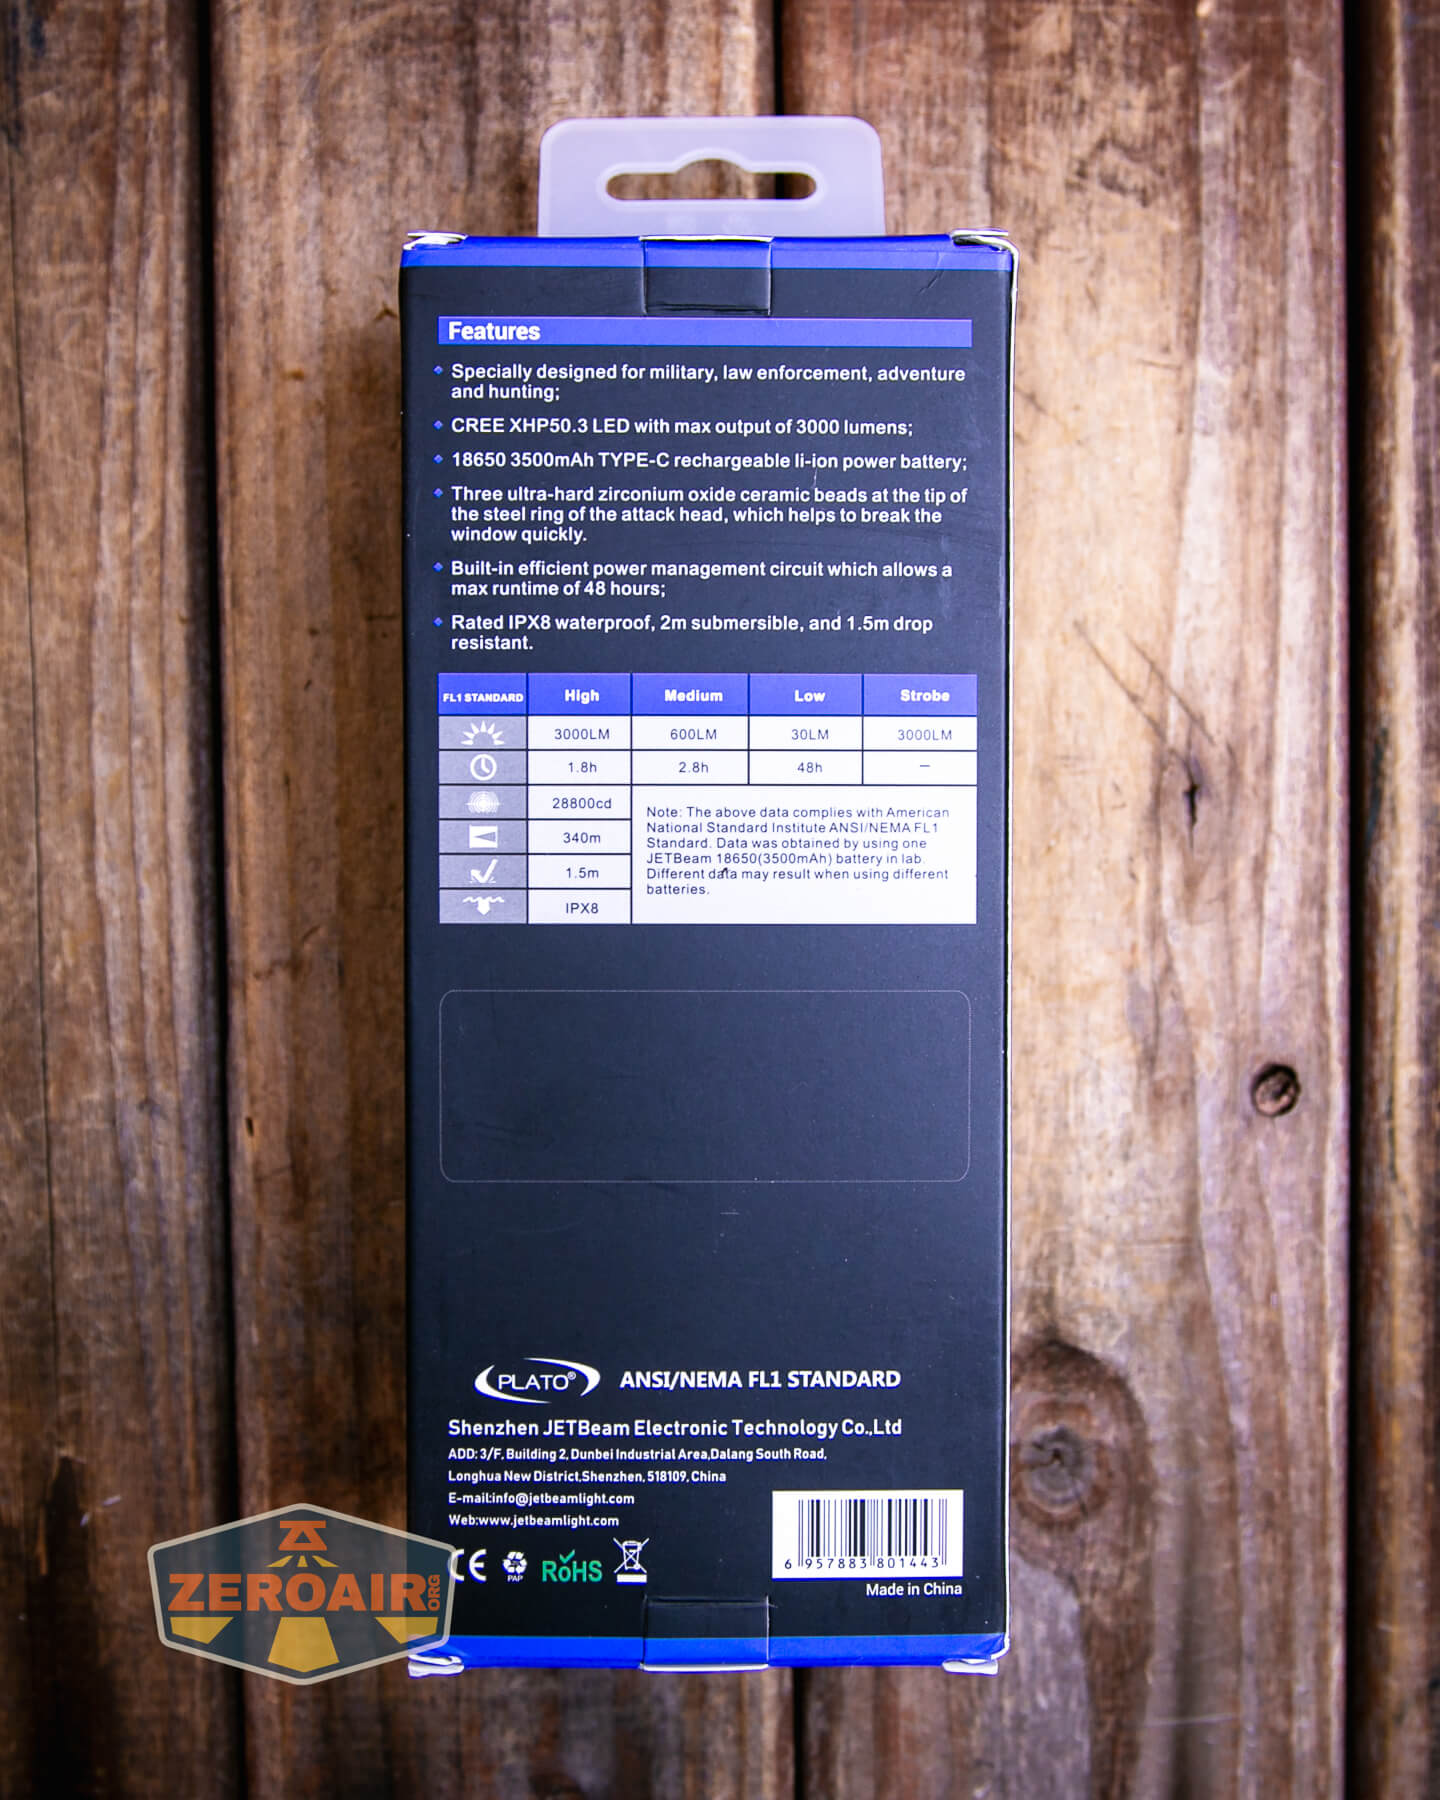 Features
Specially designed for military, law enforcement, adventure
and hunting;
CREE XHP50.3 LED with max output of 3000 lumens;
18650 3500mAh TYPE-C rechargeable li-ion power battery;
Three ultra-hard zirconium oxide ceramic beads at the tip of
the steel ring of the attack head, which helps to break the
window quickly.
Built-in efficient power management circuit which allows a
max runtime of 48 hours;
Rated IPX8 waterproof, 2m submersible, and 1.5m drop
resistant.
FL1 STANDARD High Medium Low Strobe
3000LM 600LM 30LM 3000LM
1.8h 2.8h 48h —
28800cd
340m
1.5m
IPX8
Note: The above data complies with American
National Standard Institute ANSI/NEMA FL1
Standard. Data was obtained by using one
JETBeam 18650(3500mAh) battery in lab.
Different data may result when using different
batteries.
PLATO® ANSI/NEMA FL1 STANDARD
Shenzhen JETBeam Electronic Technology Co.,Ltd
ADD: 3/F, Building 2, Dunbei Industrial Area,Dalang South Road,
Longhua New District,Shenzhen, 518109, China
E-mail:info@jetbeamlight.com
Web:www.jetbeamlight.com
CE PAP RoHS
6 957883 801443
Made in China
ZEROAIR.ORG